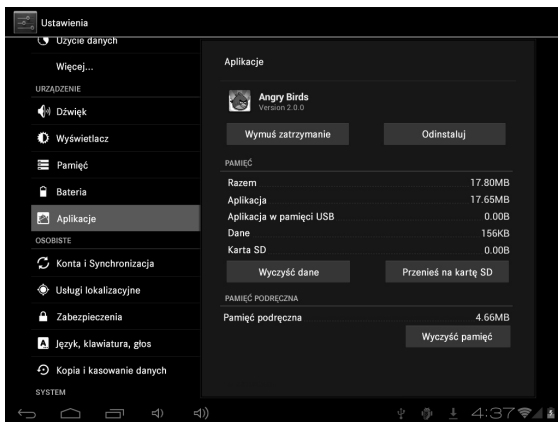 Ustawienia
Użycie danych
Więcej...
URZĄDZENIE
Dźwięk
Wyświetlacz
Pamięć
Bateria
Aplikacje
OSOBISTE
Konta i Synchronizacja
Usługi lokalizacyjne
Zabezpieczenia
Język, klawiatura, głos
Kopia i kasowanie danych
SYSTEM
Aplikacje
Angry Birds
Version 2.0.0
Wymuś zatrzymanie
Odinstaluj
PAMIĘĆ
Razem 17.80MB
Aplikacja 17.65MB
Aplikacja w pamięci USB 0.00B
Dane 156KB
Karta SD 0.00B
Wyczyść dane
Przenieś na kartę SD
PAMIĘĆ PODRĘCZNA
Pamięć podręczna 4.66MB
Wyczyść pamięć
4:37